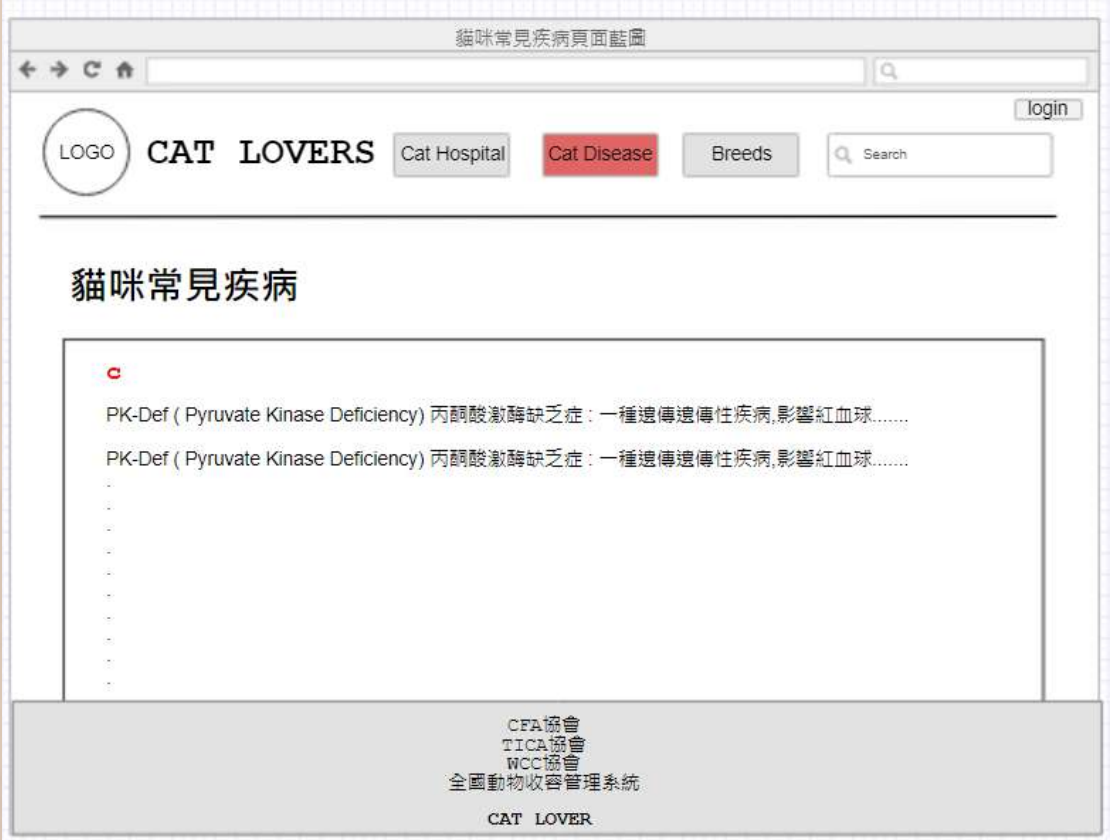 貓咪常見疾病頁面藍圖
login
LOGO
CAT LOVERS
Cat Hospital
Cat Disease
Breeds
Search
貓咪常見疾病
C
PK-Def ( Pyruvate Kinase Deficiency) 丙酮酸激酶缺乏症 : 一種遺傳遺傳性疾病,影響紅血球.......
PK-Def ( Pyruvate Kinase Deficiency) 丙酮酸激酶缺乏症 : 一種遺傳遺傳性疾病,影響紅血球.......
.
.
.
.
.
.
.
.
.
.
CFA協會
TICA協會
WCC協會
全國動物收容管理系統
CAT LOVER